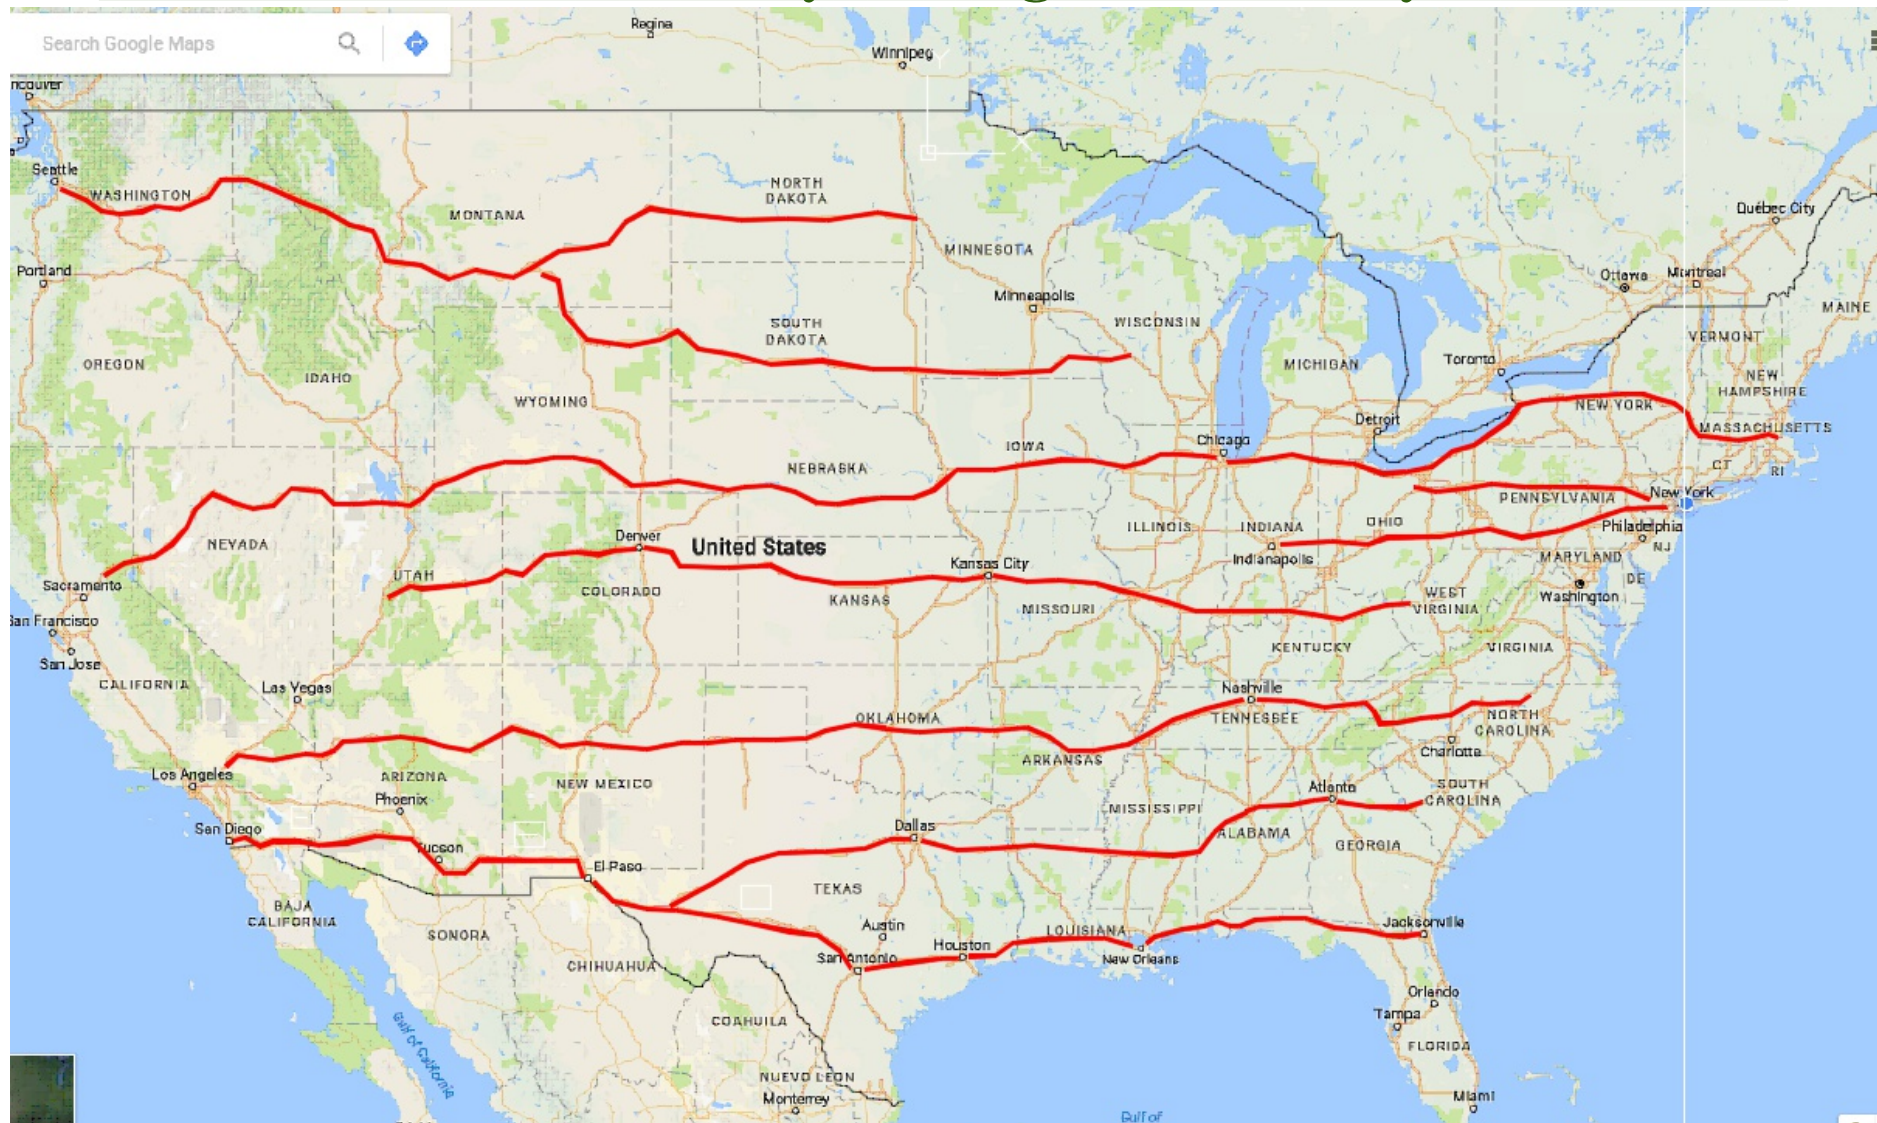 Search Google Maps
Regina
Winnipeg
ncouver
Seattle
WASHINGTON
MONTANA
NORTH
DAKOTA
MINNESOTA
Québec City
Portland
Ottawa
Montreal
MAINE
Minneapolis
SOUTH
DAKOTA
WISCONSIN
VERMONT
OREGON
IDAHO
MICHIGAN
Toronto
NEW
HAMPSHIRE
WYOMING
NEW YORK
Detroit
MASSACHUSETTS
Chicago
IOWA
NEBRASKA
CT
RI
PENNSYLVANIA
New York
ILLINOIS
INDIANA
OHIO
Philadelphia
NEVADA
Denver
United States
Indianapolis
NJ
MARYLAND
Kansas City
UTAH
DE
Sacramento
COLORADO
KANSAS
MISSOURI
WEST
VIRGINIA
Washington
San Francisco
San Jose
KENTUCKY
VIRGINIA
CALIFORNIA
Las Vegas
Nashville
OKLAHOMA
TENNESSEE
NORTH
CAROLINA
Charlotte
ARKANSAS
Los Angeles
ARIZONA
NEW MEXICO
Atlanta
SOUTH
CAROLINA
Phoenix
MISSISSIPPI
San Diego
Dallas
ALABAMA
Tucson
GEORGIA
El Paso
TEXAS
BAJA
CALIFORNIA
SONORA
Austin
LOUISIANA
Jacksonville
Houston
San Antonio
New Orleans
CHIHUAHUA
Orlando
Tampa
COAHUILA
Gulf of California
FLORIDA
NUEVO LEON
Monterrey
Miami
Gulf of